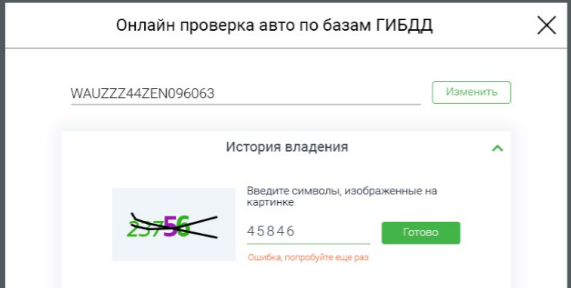 Онлайн проверка авто по базам ГИБДД
WAUZZZ44ZEN096063
Изменить
История владения
Введите символы, изображенные на
картинке
23756
45846
Готово
Ошибка, попробуйте еще раз